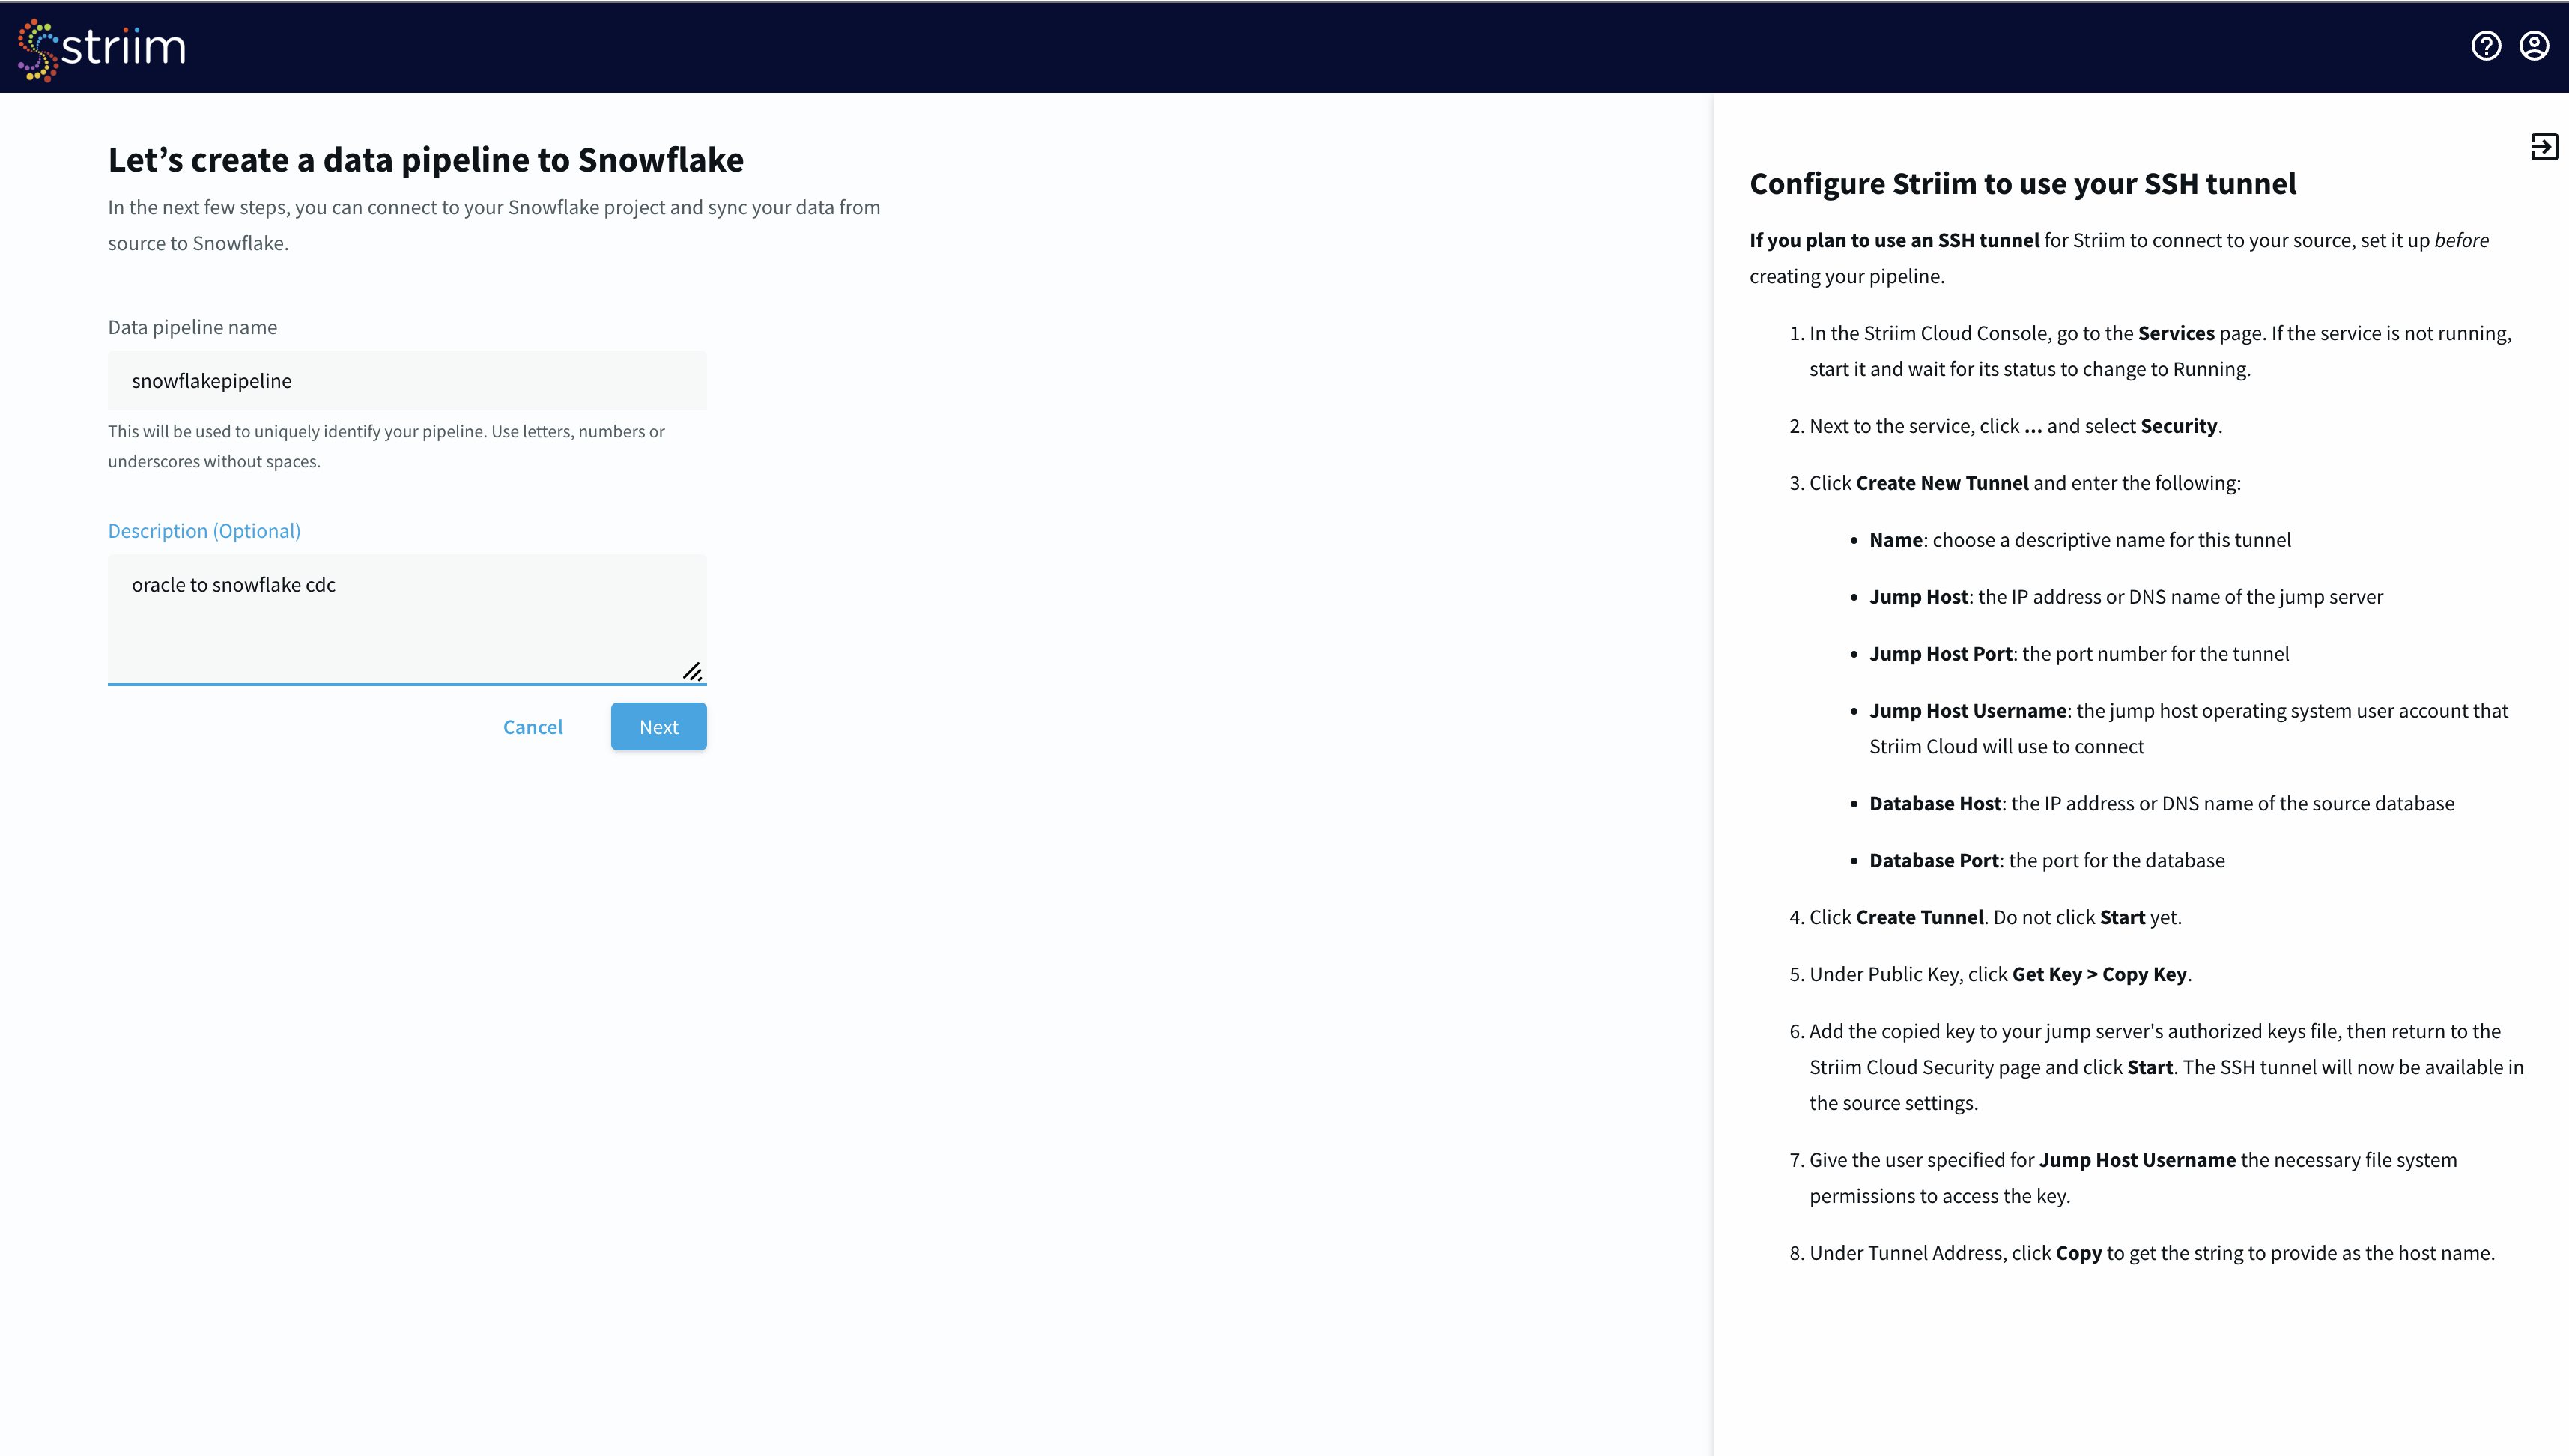 striim
Let’s create a data pipeline to Snowflake
In the next few steps, you can connect to your Snowflake project and sync your data from
source to Snowflake.
Data pipeline name
snowflakepipeline
This will be used to uniquely identify your pipeline. Use letters, numbers or
underscores without spaces.
Description (Optional)
oracle to snowflake cdc
Cancel
Next
Configure Striim to use your SSH tunnel
If you plan to use an SSH tunnel for Striim to connect to your source, set it up before
creating your pipeline.
1. In the Striim Cloud Console, go to the Services page. If the service is not running,
start it and wait for its status to change to Running.
2. Next to the service, click ... and select Security.
3. Click Create New Tunnel and enter the following:
• Name: choose a descriptive name for this tunnel
• Jump Host: the IP address or DNS name of the jump server
• Jump Host Port: the port number for the tunnel
• Jump Host Username: the jump host operating system user account that
Striim Cloud will use to connect
• Database Host: the IP address or DNS name of the source database
• Database Port: the port for the database
4. Click Create Tunnel. Do not click Start yet.
5. Under Public Key, click Get Key > Copy Key.
6. Add the copied key to your jump server's authorized keys file, then return to the
Striim Cloud Security page and click Start. The SSH tunnel will now be available in
the source settings.
7. Give the user specified for Jump Host Username the necessary file system
permissions to access the key.
8. Under Tunnel Address, click Copy to get the string to provide as the host name.